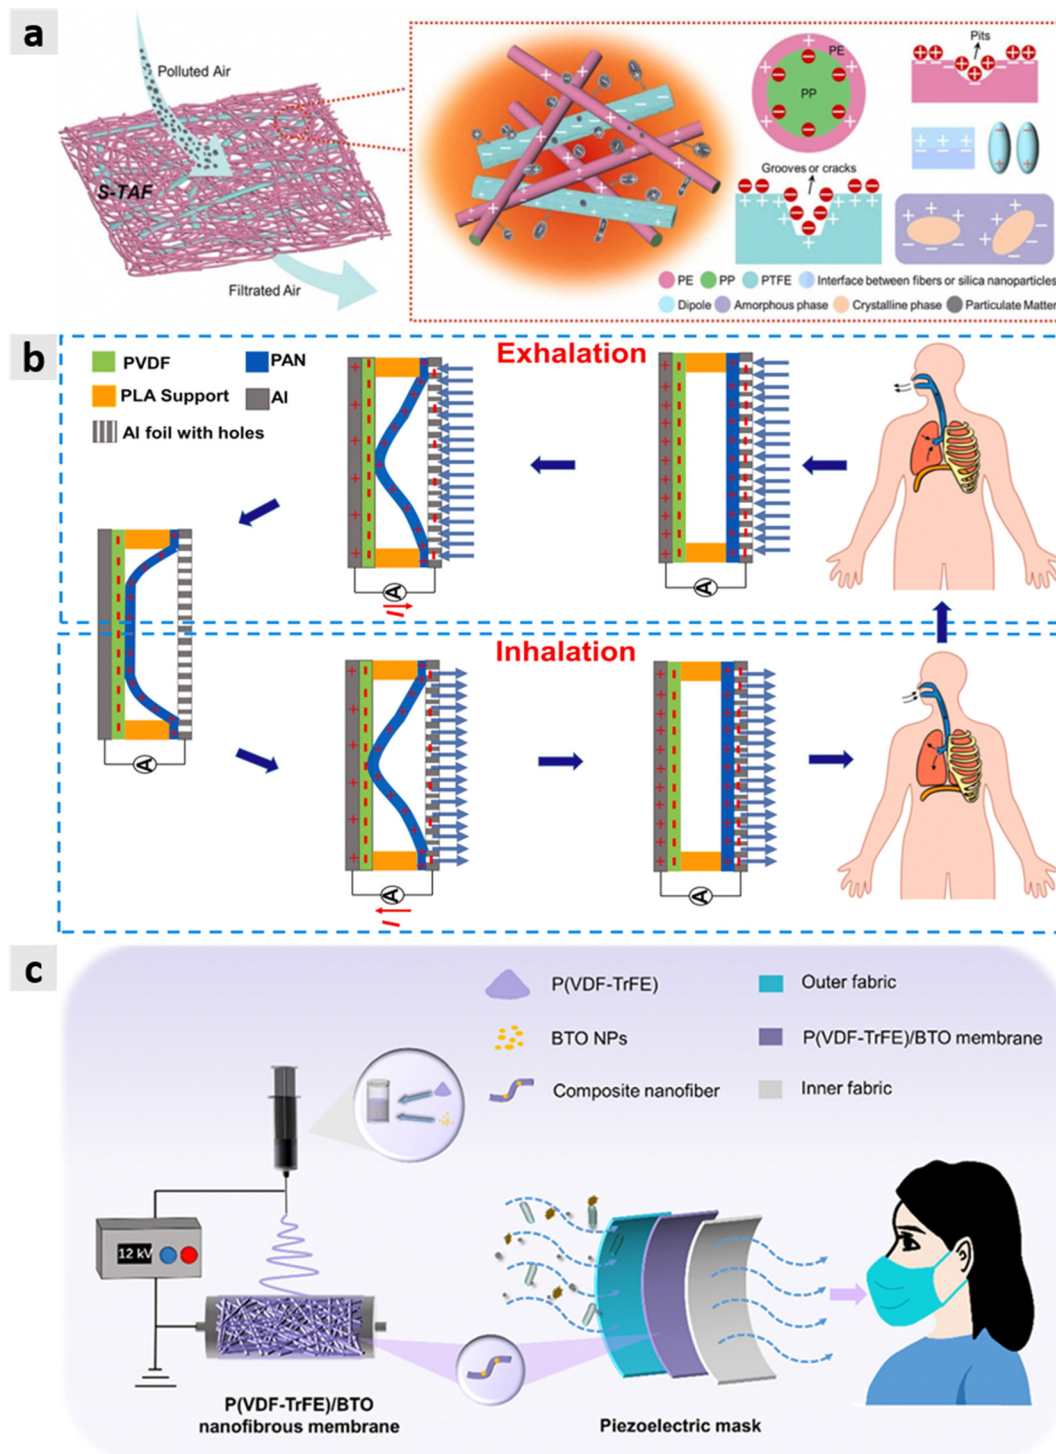 a
Polluted Air
S-TAF
Filtrated Air
PE
PP
Pits
Grooves or cracks
PE
PP
PTFE
Interface between fibers or silica nanoparticles
Dipole
Amorphous phase
Crystalline phase
Particulate Matter
b
PVDF
PAN
PLA Support
Al
Al foil with holes
Exhalation
A
A
I
A
Inhalation
A
I
A
c
P(VDF-TrFE)
Outer fabric
BTO NPs
P(VDF-TrFE)/BTO membrane
Composite nanofiber
Inner fabric
12 kV
P(VDF-TrFE)/BTO
nanofibrous membrane
Piezoelectric mask